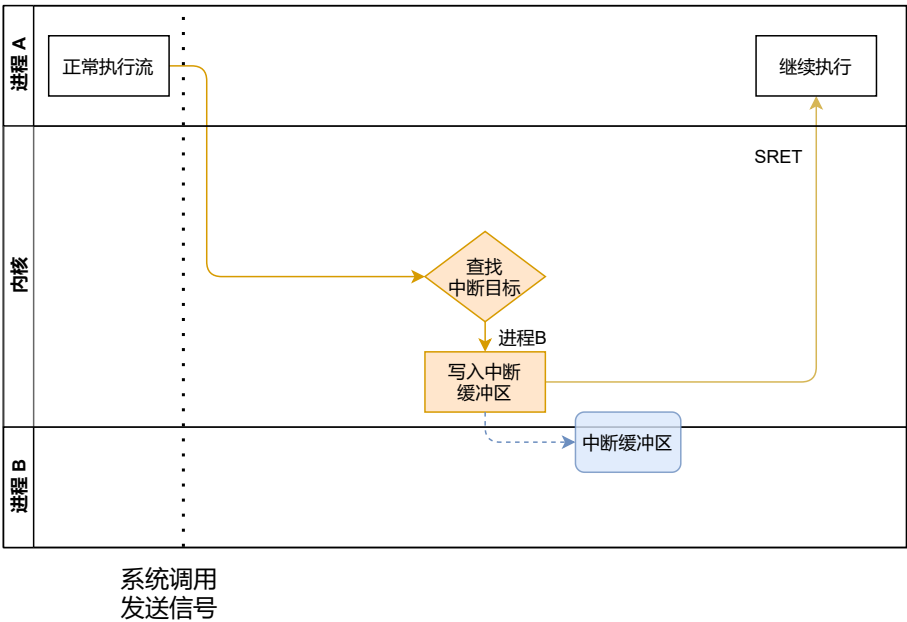 进程 A
正常执行流
继续执行
SRET
内核
查找
中断目标
进程B
写入中断
缓冲区
中断缓冲区
进程 B
系统调用
发送信号